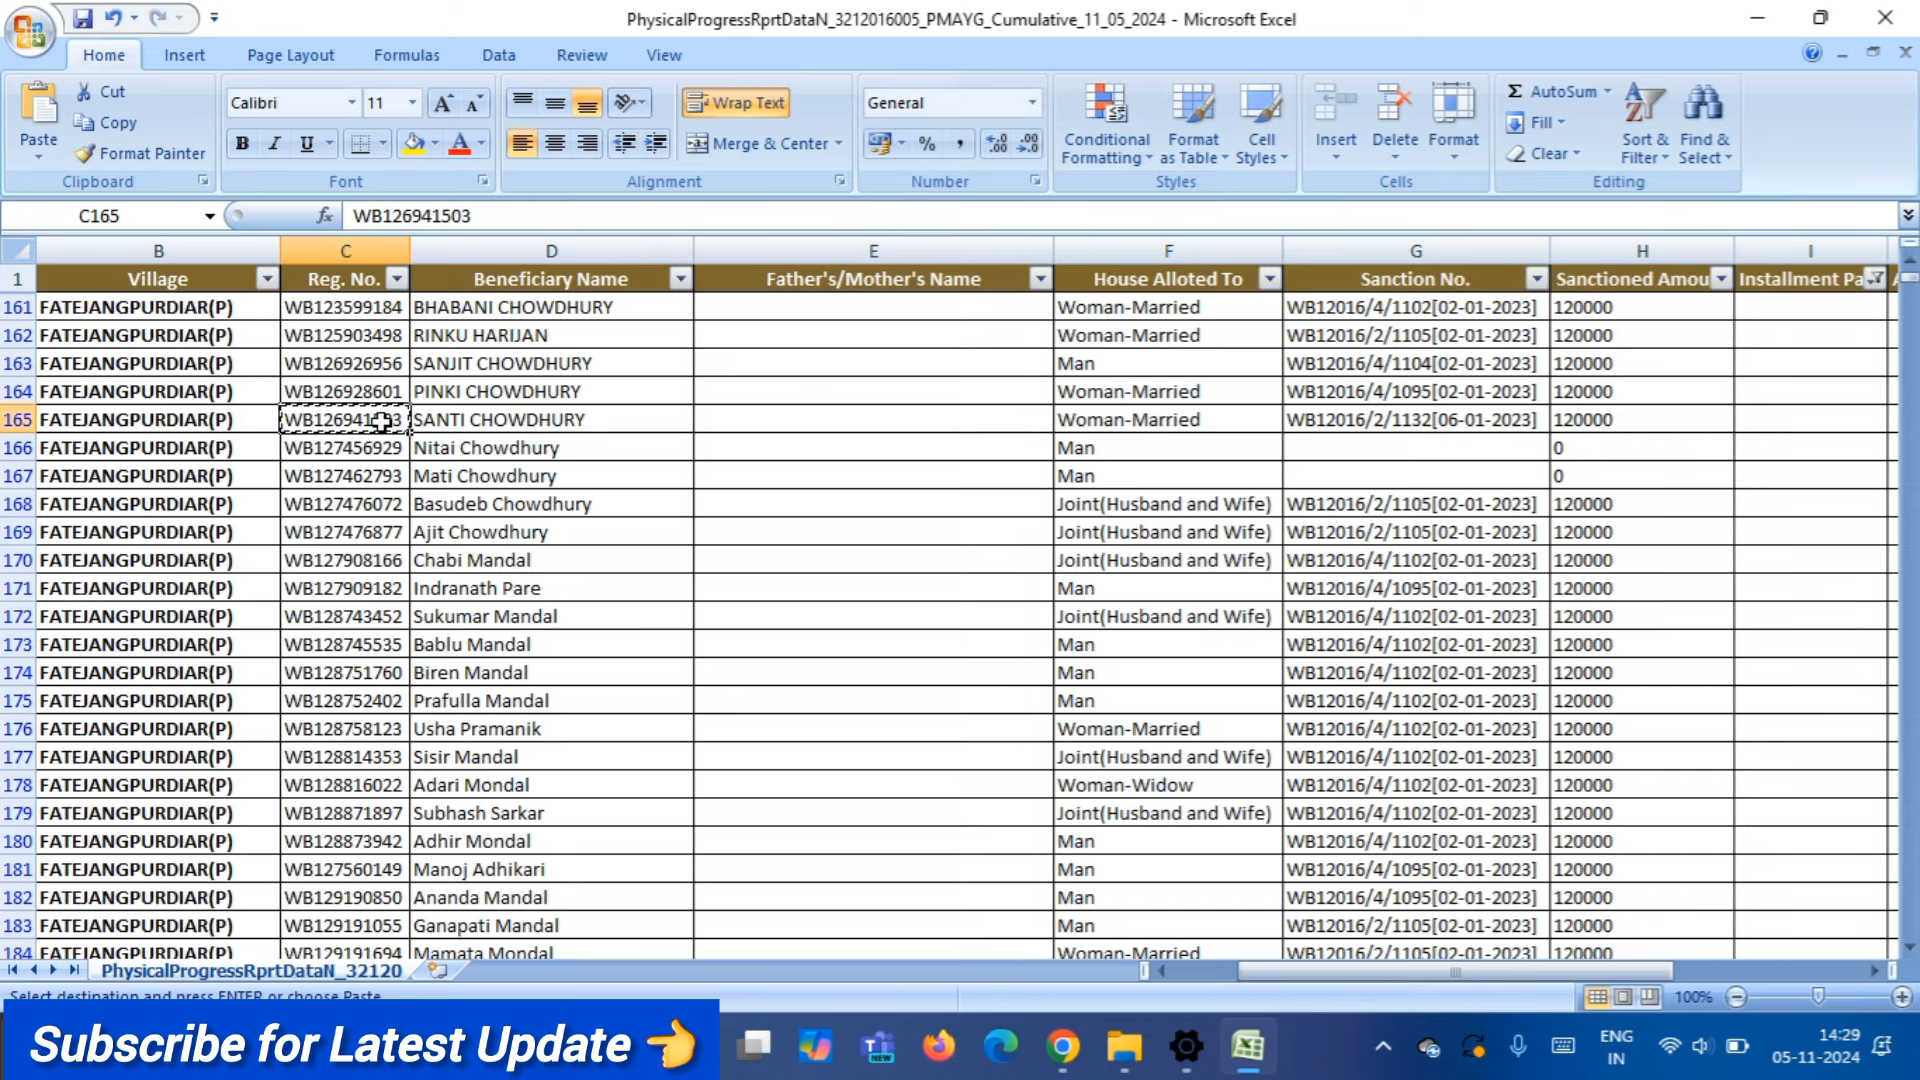 PhysicalProgressRprtDataN_3212016005_PMAYG_Cumulative_11_05_2024 - Microsoft Excel
Home Insert Page Layout Formulas Data Review View
Paste Cut Copy Format Painter Clipboard
Calibri 11 B I U Font
Wrap Text Merge & Center Alignment
General % , Number
Conditional Formatting Format as Table Cell Styles Styles
Insert Delete Format Cells
AutoSum Fill Clear Sort & Filter Find & Select Editing
C165 fx WB126941503
B C D E F G H I
1 Village Reg. No. Beneficiary Name Father's/Mother's Name House Alloted To Sanction No. Sanctioned Amou Installment Pa
161 FATEJANGPURDIAR(P) WB123599184 BHABANI CHOWDHURY Woman-Married WB12016/4/1102[02-01-2023] 120000
162 FATEJANGPURDIAR(P) WB125903498 RINKU HARIJAN Woman-Married WB12016/2/1105[02-01-2023] 120000
163 FATEJANGPURDIAR(P) WB126926956 SANJIT CHOWDHURY Man WB12016/4/1104[02-01-2023] 120000
164 FATEJANGPURDIAR(P) WB126928601 PINKI CHOWDHURY Woman-Married WB12016/4/1095[02-01-2023] 120000
165 FATEJANGPURDIAR(P) SANTI CHOWDHURY Woman-Married WB12016/2/1132[06-01-2023] 120000
166 FATEJANGPURDIAR(P) WB127456929 Nitai Chowdhury Man 0
167 FATEJANGPURDIAR(P) WB127462793 Mati Chowdhury Man 0
168 FATEJANGPURDIAR(P) WB127476072 Basudeb Chowdhury Joint(Husband and Wife) WB12016/2/1105[02-01-2023] 120000
169 FATEJANGPURDIAR(P) WB127476877 Ajit Chowdhury Joint(Husband and Wife) WB12016/2/1105[02-01-2023] 120000
170 FATEJANGPURDIAR(P) WB127908166 Chabi Mandal Joint(Husband and Wife) WB12016/4/1102[02-01-2023] 120000
171 FATEJANGPURDIAR(P) WB127909182 Indranath Pare Man WB12016/4/1095[02-01-2023] 120000
172 FATEJANGPURDIAR(P) WB128743452 Sukumar Mandal Joint(Husband and Wife) WB12016/4/1102[02-01-2023] 120000
173 FATEJANGPURDIAR(P) WB128745535 Bablu Mandal Man WB12016/4/1102[02-01-2023] 120000
174 FATEJANGPURDIAR(P) WB128751760 Biren Mandal Man WB12016/4/1102[02-01-2023] 120000
175 FATEJANGPURDIAR(P) WB128752402 Prafulla Mandal Man WB12016/4/1102[02-01-2023] 120000
176 FATEJANGPURDIAR(P) WB128758123 Usha Pramanik Woman-Married WB12016/4/1102[02-01-2023] 120000
177 FATEJANGPURDIAR(P) WB128814353 Sisir Mandal Joint(Husband and Wife) WB12016/4/1102[02-01-2023] 120000
178 FATEJANGPURDIAR(P) WB128816022 Adari Mondal Woman-Widow WB12016/4/1102[02-01-2023] 120000
179 FATEJANGPURDIAR(P) WB128871897 Subhash Sarkar Joint(Husband and Wife) WB12016/4/1102[02-01-2023] 120000
180 FATEJANGPURDIAR(P) WB128873942 Adhir Mondal Man WB12016/4/1102[02-01-2023] 120000
181 FATEJANGPURDIAR(P) WB127560149 Manoj Adhikari Man WB12016/4/1095[02-01-2023] 120000
182 FATEJANGPURDIAR(P) WB129190850 Ananda Mandal Man WB12016/4/1095[02-01-2023] 120000
183 FATEJANGPURDIAR(P) WB129191055 Ganapati Mandal Man WB12016/2/1105[02-01-2023] 120000
184 FATEJANGPURDIAR(P) WB129191694 Mamata Mondal Woman-Married WB12016/2/1105[02-01-2023] 120000
PhysicalProgressRprtDataN_32120
Select destination and press ENTER or choose Paste 100%
Subscribe for Latest Update
NEW
ENG IN 14:29
05-11-2024